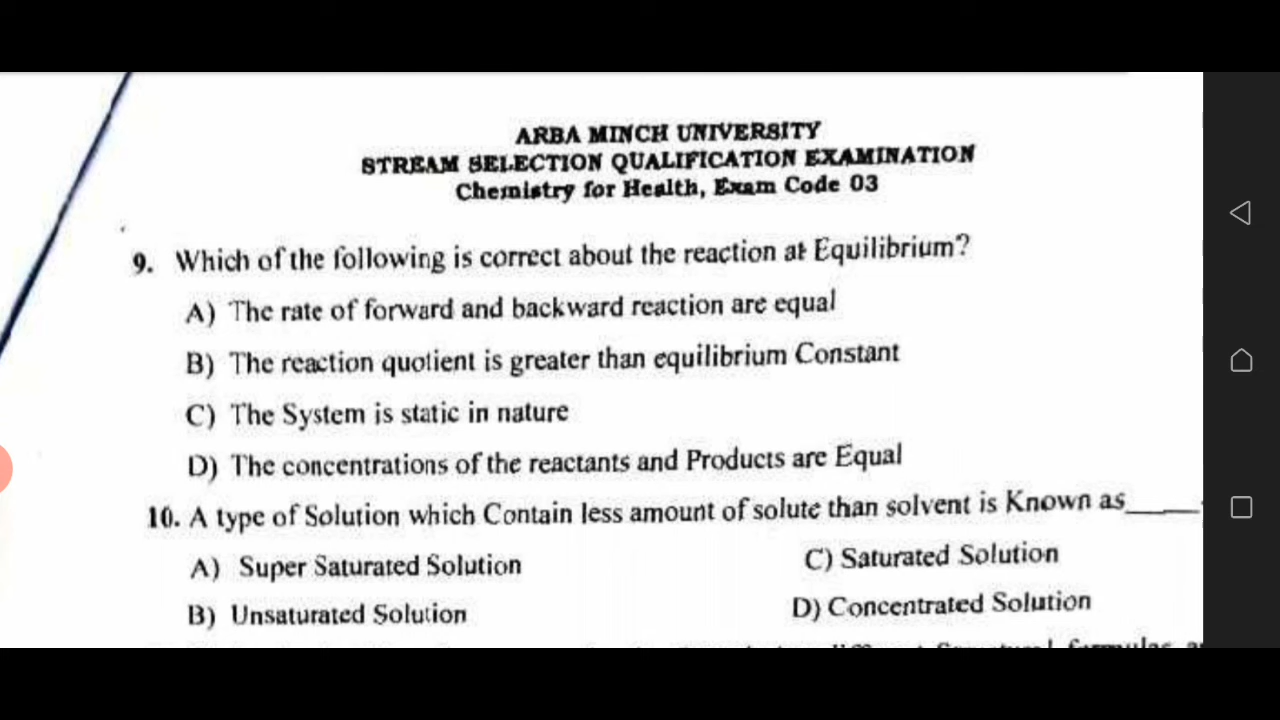 ARBA MINCH UNIVERSITY
STREAM SELECTION QUALIFICATION EXAMINATION
Chemistry for Health, Exam Code 03
9. Which of the following is correct about the reaction at Equilibrium?
A) The rate of forward and backward reaction are equal
B) The reaction quotient is greater than equilibrium Constant
C) The System is static in nature
D) The concentrations of the reactants and Products are Equal
10. A type of Solution which Contain less amount of solute than solvent is Known as_____.
A) Super Saturated Solution
C) Saturated Solution
B) Unsaturated Solution
D) Concentrated Solution